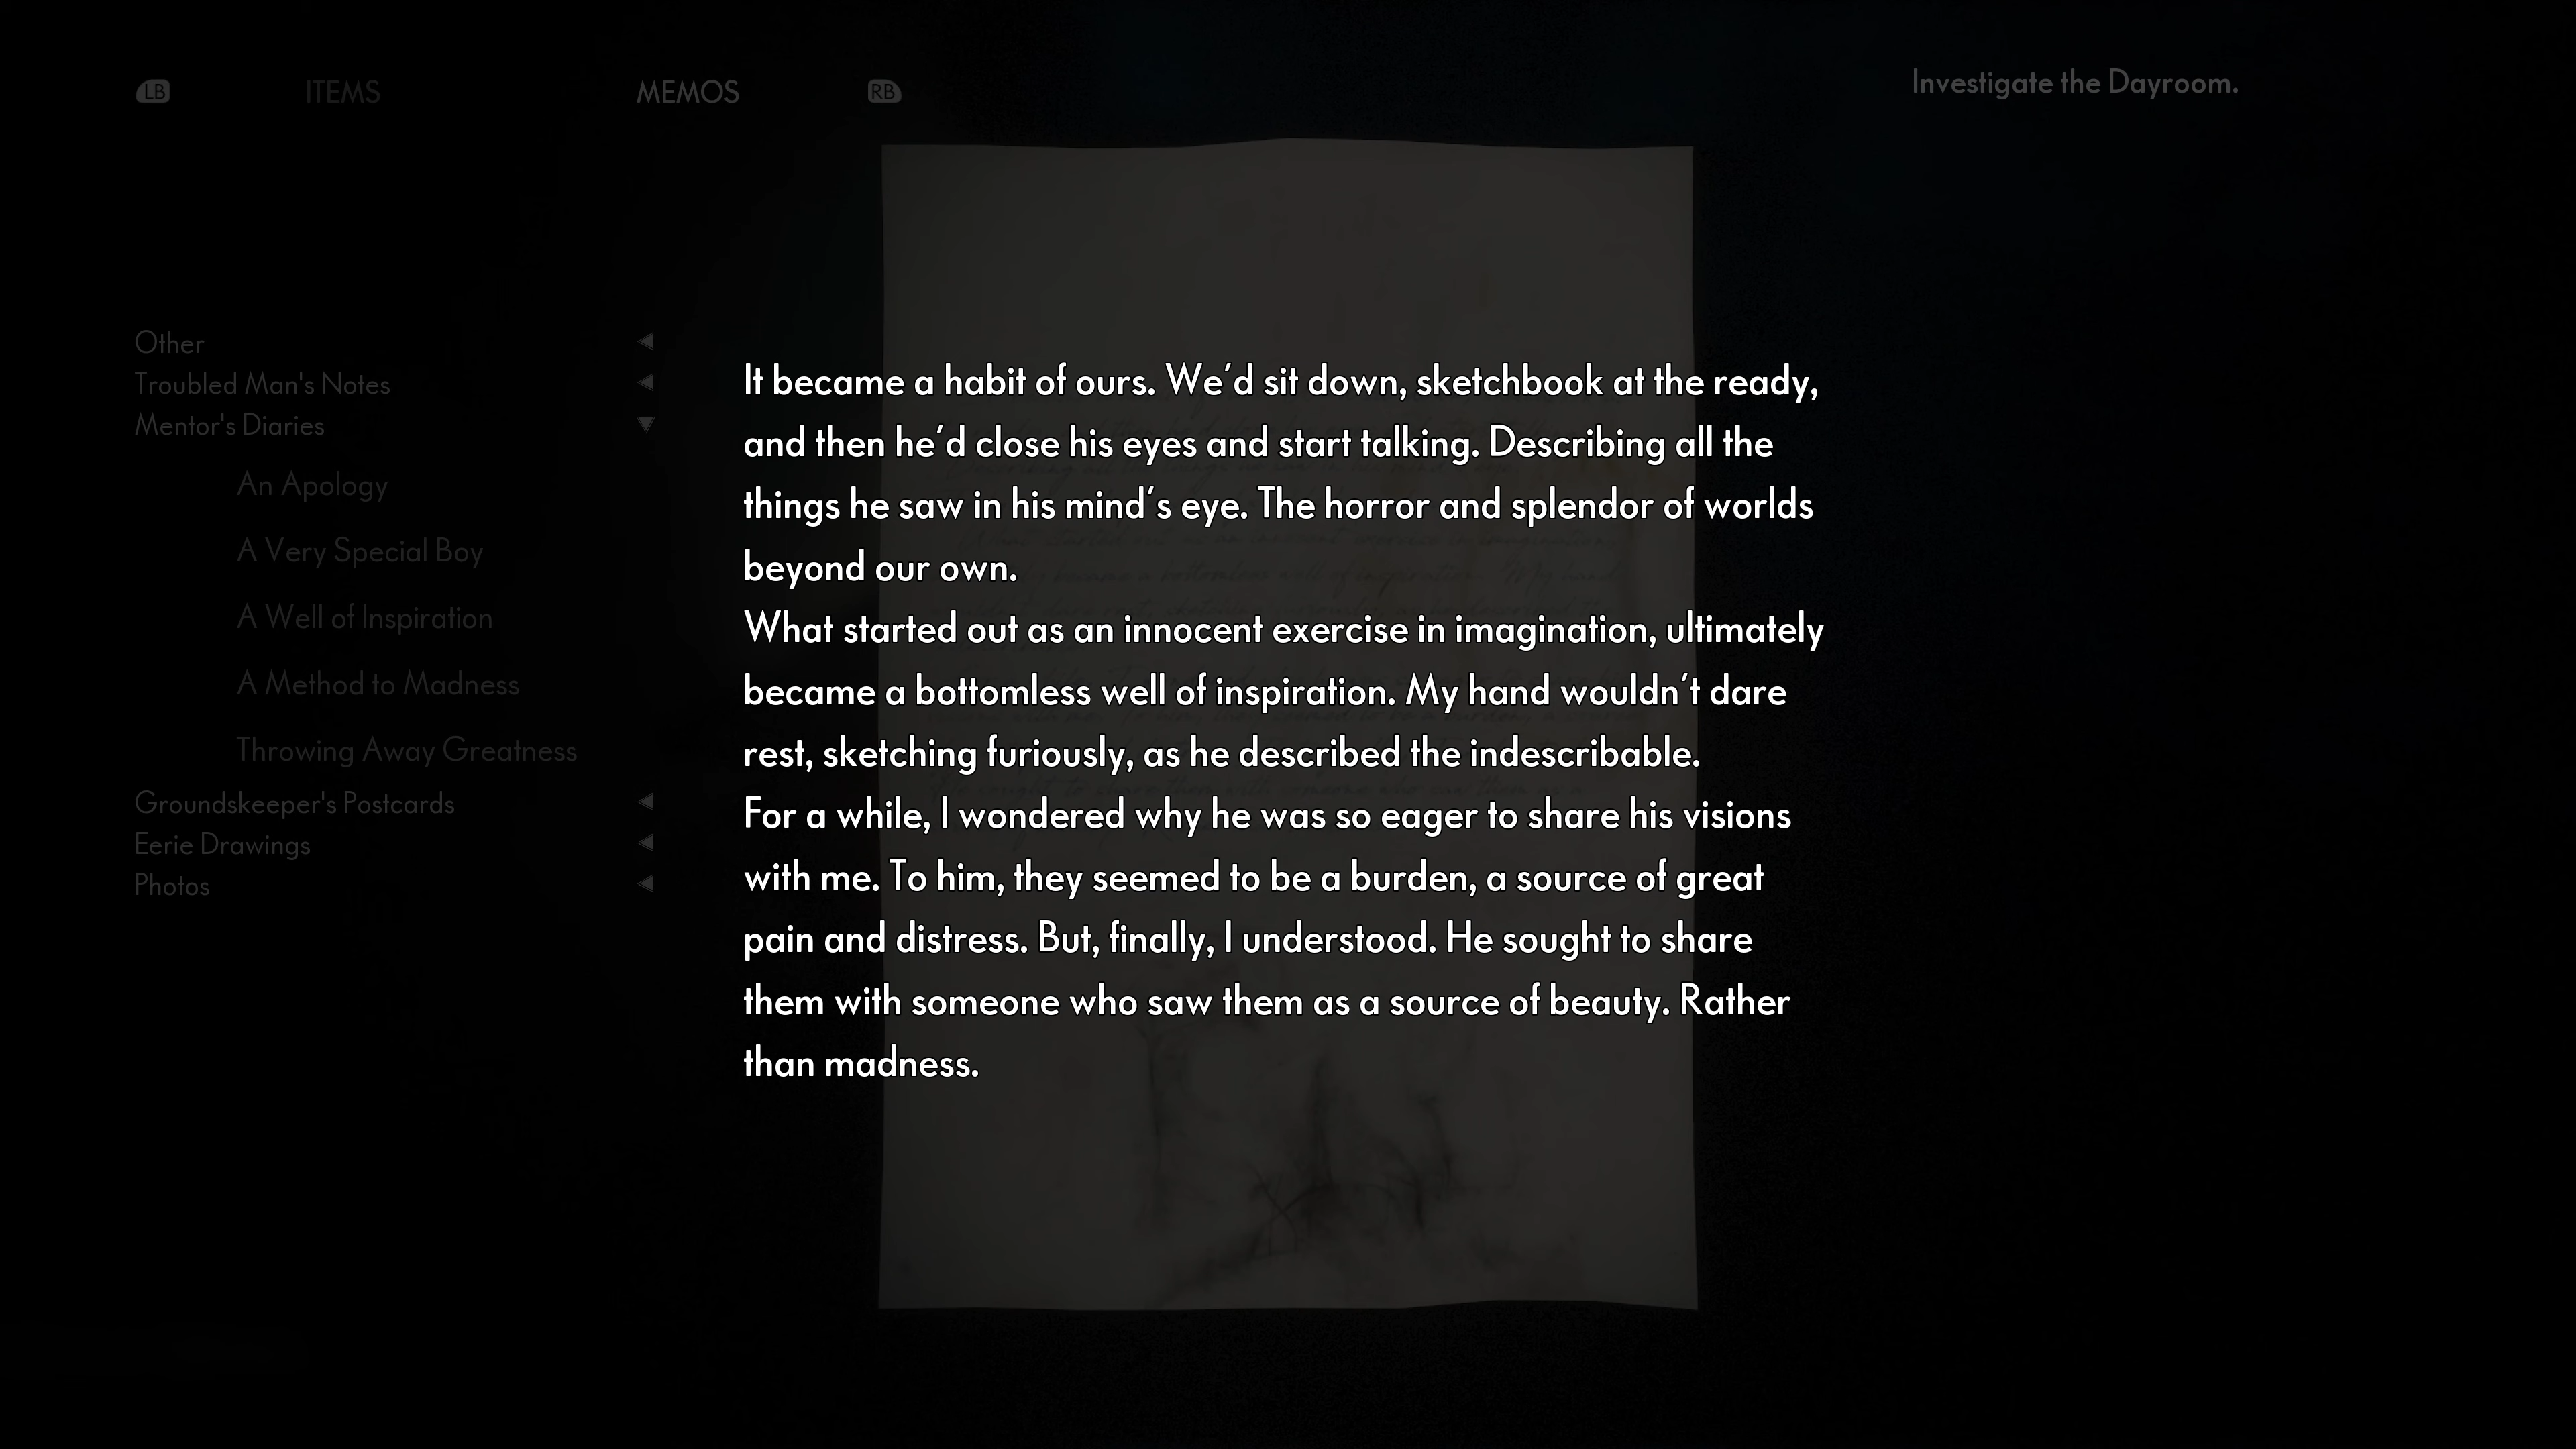 LB
ITEMS
MEMOS
RB
Investigate the Dayroom.
Other
Troubled Man's Notes
Mentor's Diaries
An Apology
A Very Special Boy
A Well of Inspiration
A Method to Madness
Throwing Away Greatness
Groundskeeper's Postcards
Eerie Drawings
Photos
It became a habit of ours. We'd sit down, sketchbook at the ready,
and then he'd close his eyes and start talking. Describing all the
things he saw in his mind's eye. The horror and splendor of worlds
beyond our own.
What started out as an innocent exercise in imagination, ultimately
became a bottomless well of inspiration. My hand wouldn't dare
rest, sketching furiously, as he described the indescribable.
For a while, I wondered why he was so eager to share his visions
with me. To him, they seemed to be a burden, a source of great
pain and distress. But, finally, I understood. He sought to share
them with someone who saw them as a source of beauty. Rather
than madness.